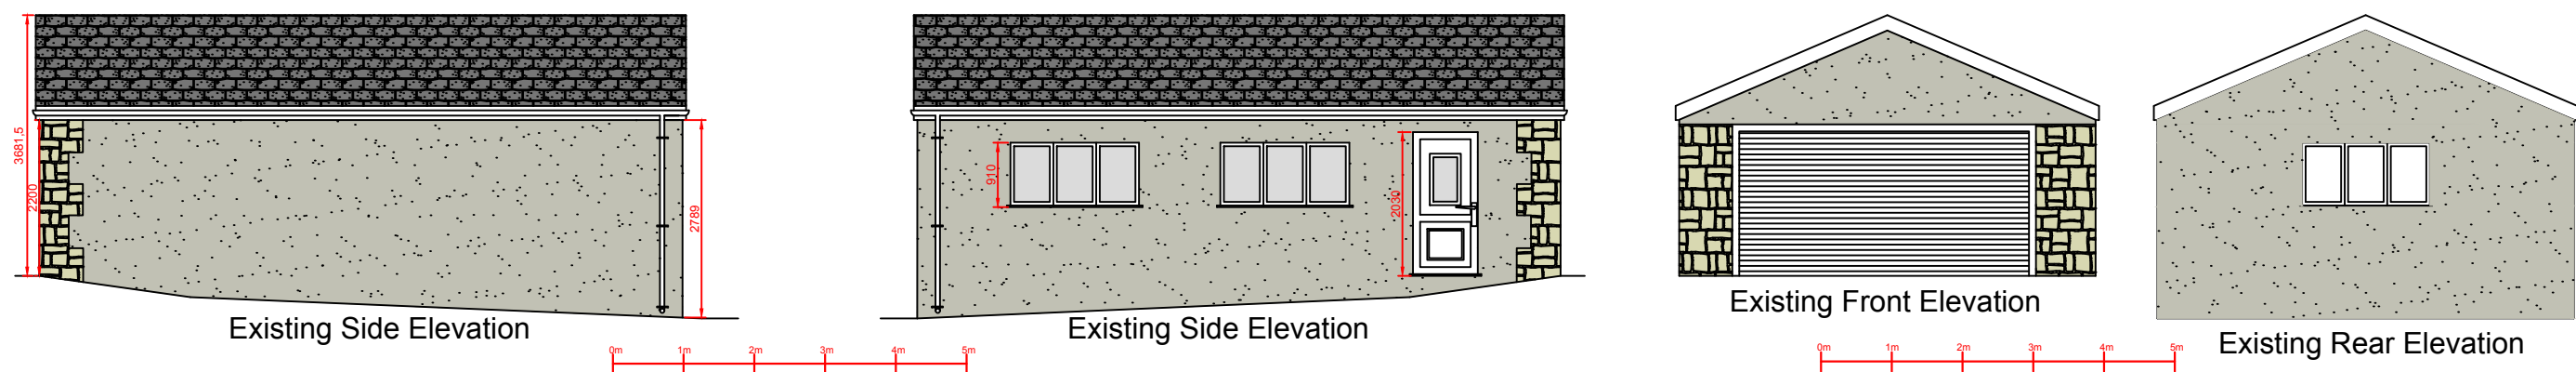 3681,5
2200
2789
Existing Side Elevation
910
2030
Existing Side Elevation
Existing Front Elevation
Existing Rear Elevation
0m 1m 2m 3m 4m 5m
0m 1m 2m 3m 4m 5m